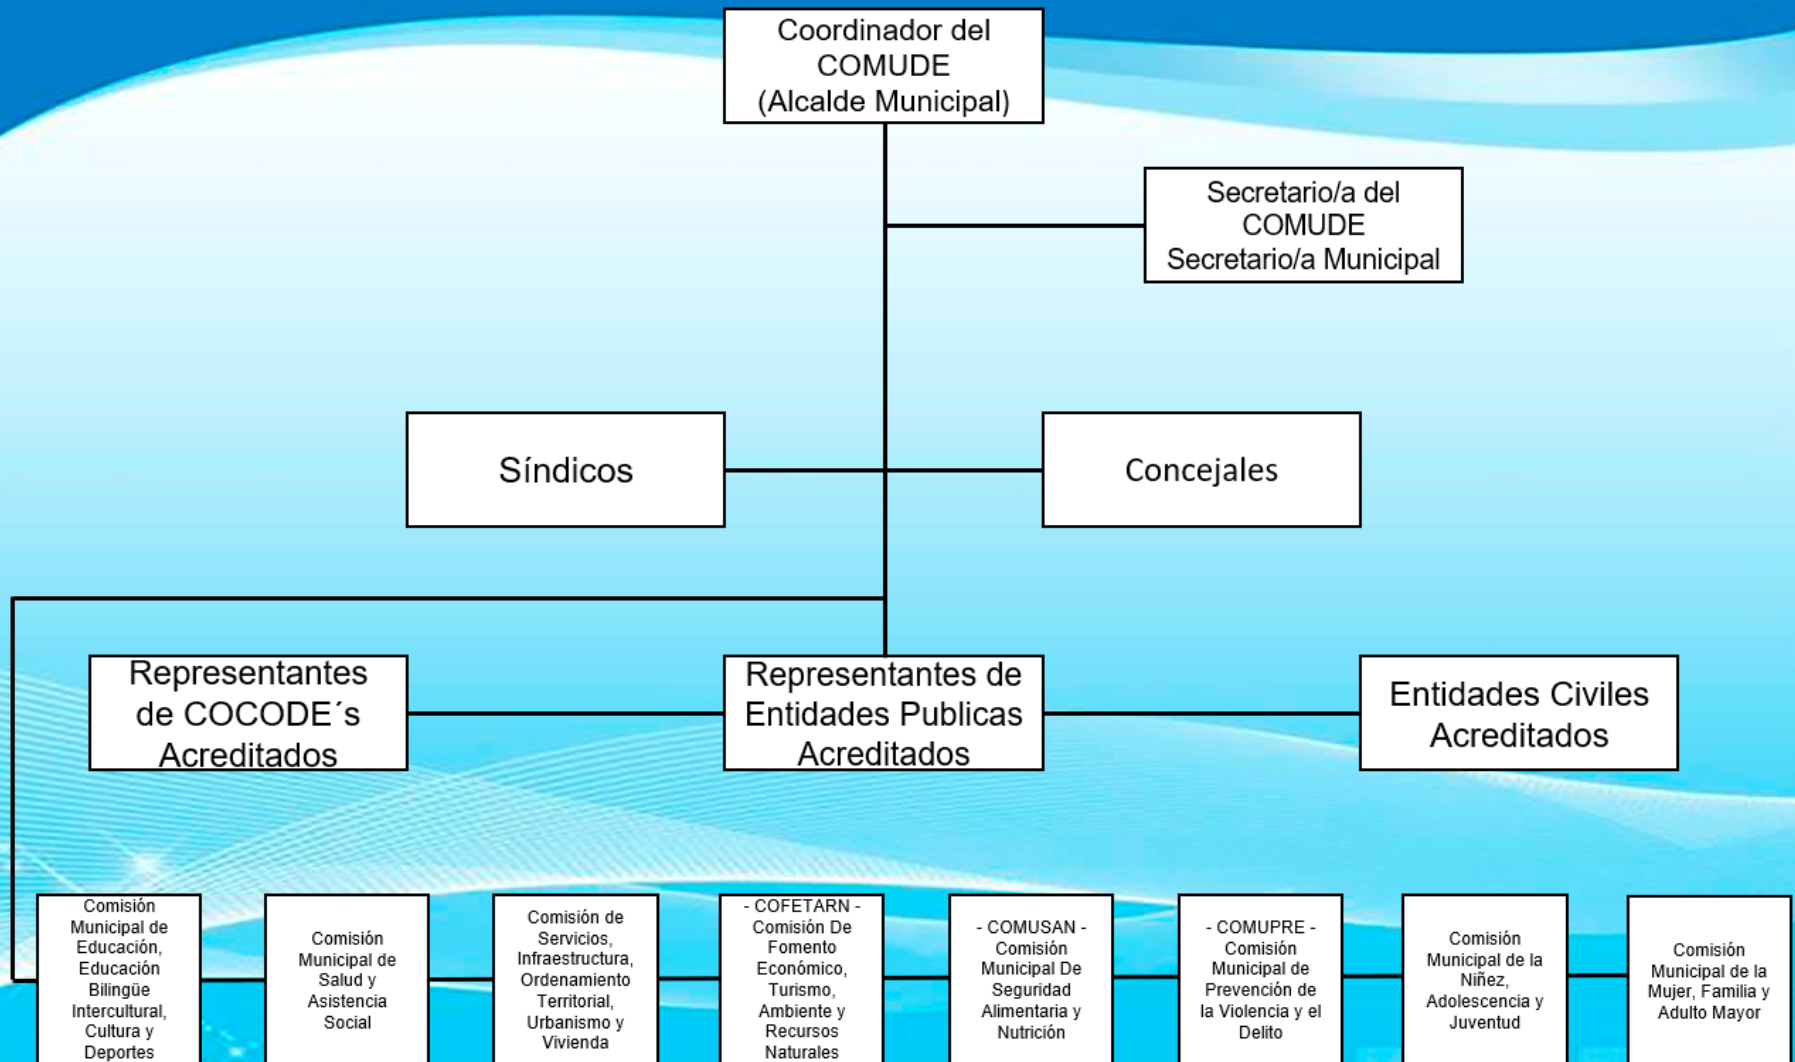 Coordinador del
COMUDE
(Alcalde Municipal)
Secretario/a del
COMUDE
Secretario/a Municipal
Síndicos
Concejales
Representantes
de COCODE´s
Acreditados
Representantes de
Entidades Publicas
Acreditados
Entidades Civiles
Acreditados
Comisión
Municipal de
Educación,
Educación
Bilingüe
Intercultural,
Cultura y
Deportes
Comisión
Municipal de
Salud y
Asistencia
Social
Comisión de
Servicios,
Infraestructura,
Ordenamiento
Territorial,
Urbanismo y
Vivienda
- COFETARN -
Comisión De
Fomento
Económico,
Turismo,
Ambiente y
Recursos
Naturales
- COMUSAN -
Comisión
Municipal De
Seguridad
Alimentaria y
Nutrición
- COMUPRE -
Comisión
Municipal de
Prevención de
la Violencia y el
Delito
Comisión
Municipal de la
Niñez,
Adolescencia y
Juventud
Comisión
Municipal de la
Mujer, Familia y
Adulto Mayor